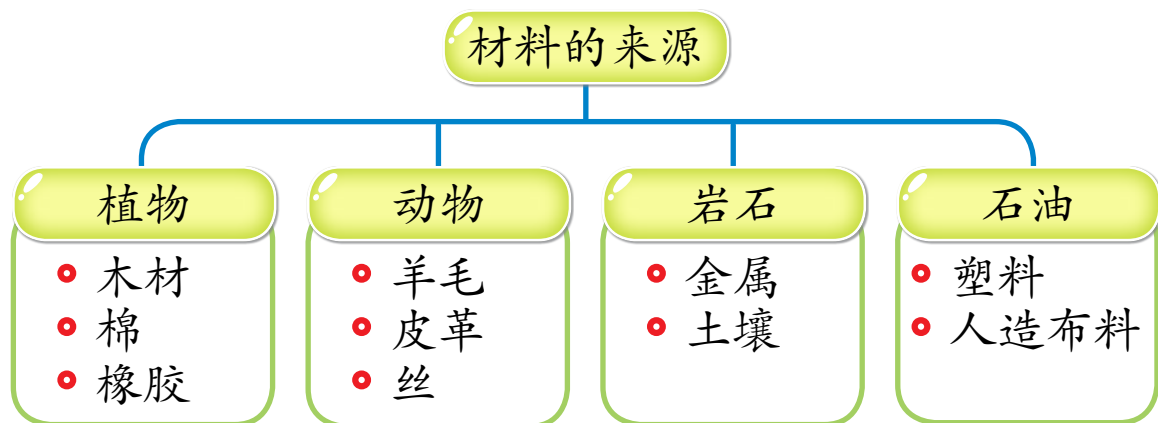 材料的来源
植物
木材
棉
橡胶
动物
羊毛
皮革
丝
岩石
金属
土壤
石油
塑料
人造布料